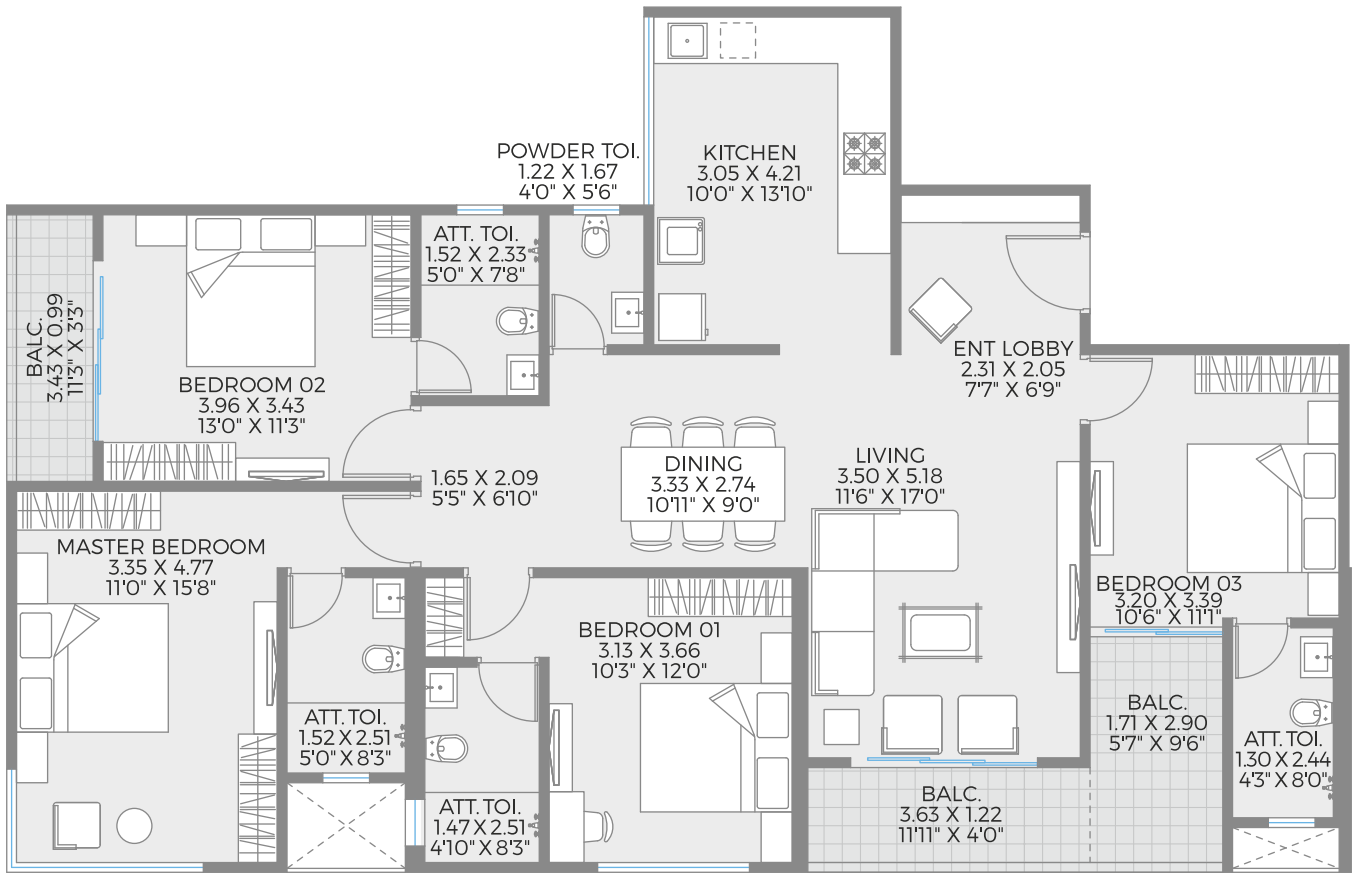 POWDER TOI.
1.22 X 1.67
4'0" X 5'6"
KITCHEN
3.05 X 4.21
10'0" X 13'10"
ATT. TOI.
1.52 X 2.33
5'0" X 7'8"
BALC.
3.43 X 0.99
11'3" X 3'3"
BEDROOM 02
3.96 X 3.43
13'0" X 11'3"
ENT LOBBY
2.31 X 2.05
7'7" X 6'9"
1.65 X 2.09
5'5" X 6'10"
DINING
3.33 X 2.74
10'11" X 9'0"
LIVING
3.50 X 5.18
11'6" X 17'0"
MASTER BEDROOM
3.35 X 4.77
11'0" X 15'8"
BEDROOM 03
3.20 X 3.39
10'6" X 11'1"
BEDROOM 01
3.13 X 3.66
10'3" X 12'0"
ATT. TOI.
1.52 X 2.51
5'0" X 8'3"
BALC.
1.71 X 2.90
5'7" X 9'6"
ATT. TOI.
1.30 X 2.44
4'3" X 8'0"
ATT. TOI.
1.47 X 2.51
4'10" X 8'3"
BALC.
3.63 X 1.22
11'11" X 4'0"